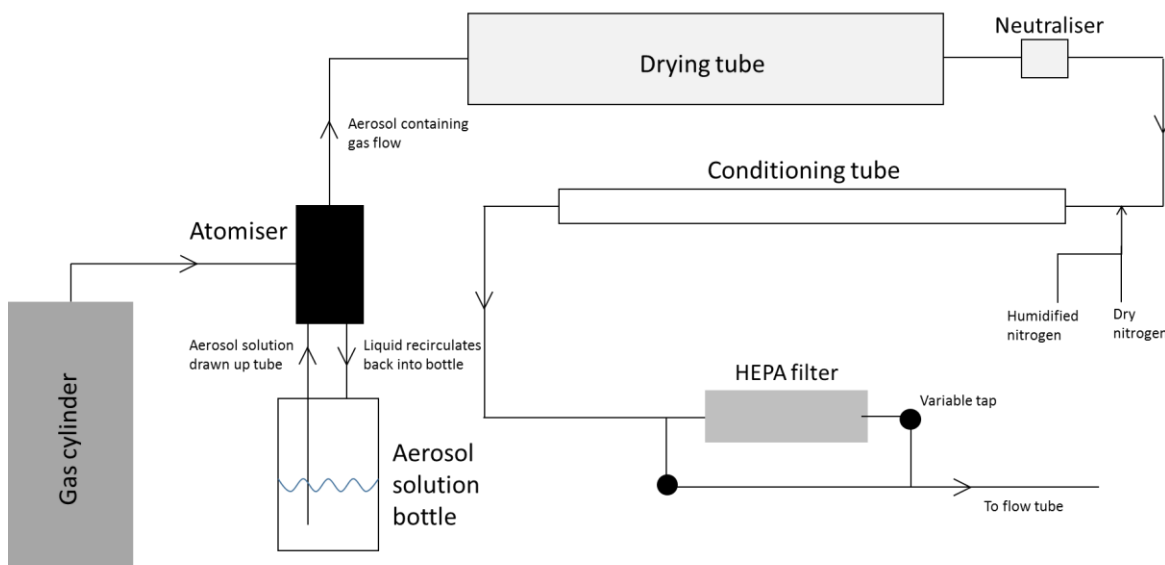 Neutraliser
Drying tube
Aerosol containing
gas flow
Conditioning tube
Atomiser
Humidified
nitrogen
Dry
nitrogen
Aerosol solution
drawn up tube
Liquid recirculates
back into bottle
HEPA filter
Variable tap
Gas cylinder
Aerosol
solution
bottle
To flow tube